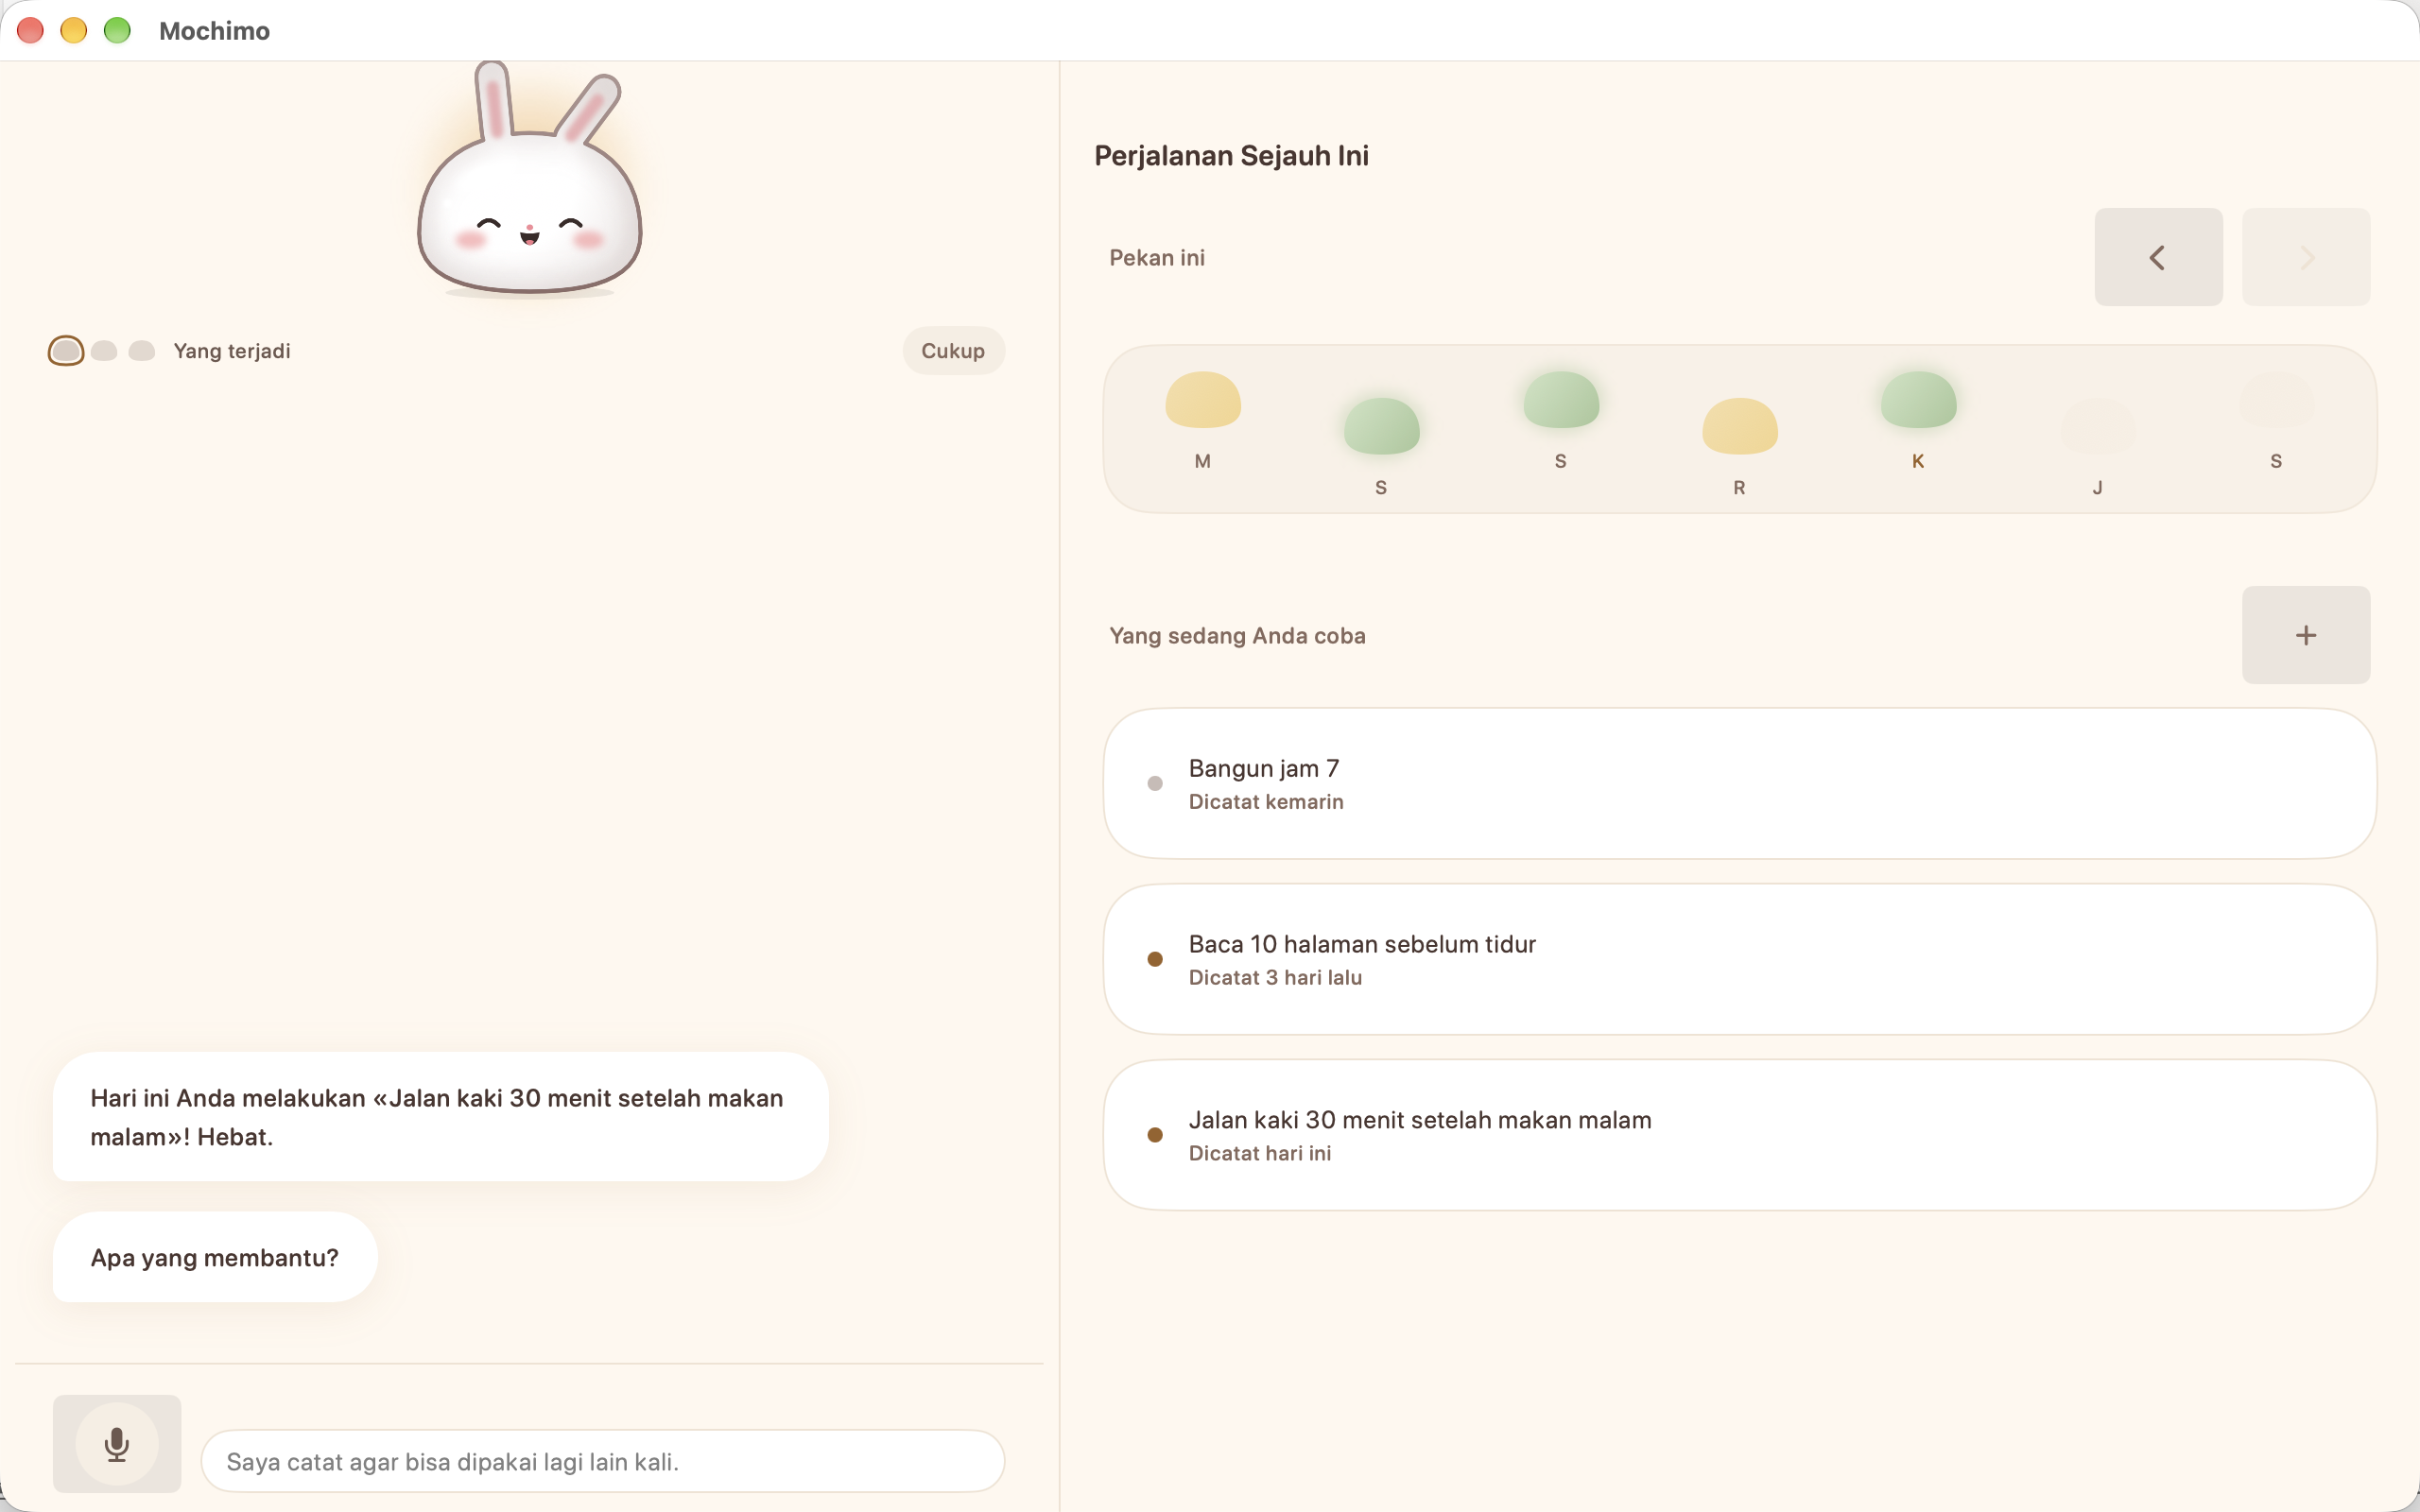 Mochimo
Yang terjadi
Cukup
Hari ini Anda melakukan «Jalan kaki 30 menit setelah makan
malam»! Hebat.
Apa yang membantu?
Saya catat agar bisa dipakai lagi lain kali.
Perjalanan Sejauh Ini
Pekan ini
M
S
S
R
K
J
S
Yang sedang Anda coba
Bangun jam 7
Dicatat kemarin
Baca 10 halaman sebelum tidur
Dicatat 3 hari lalu
Jalan kaki 30 menit setelah makan malam
Dicatat hari ini